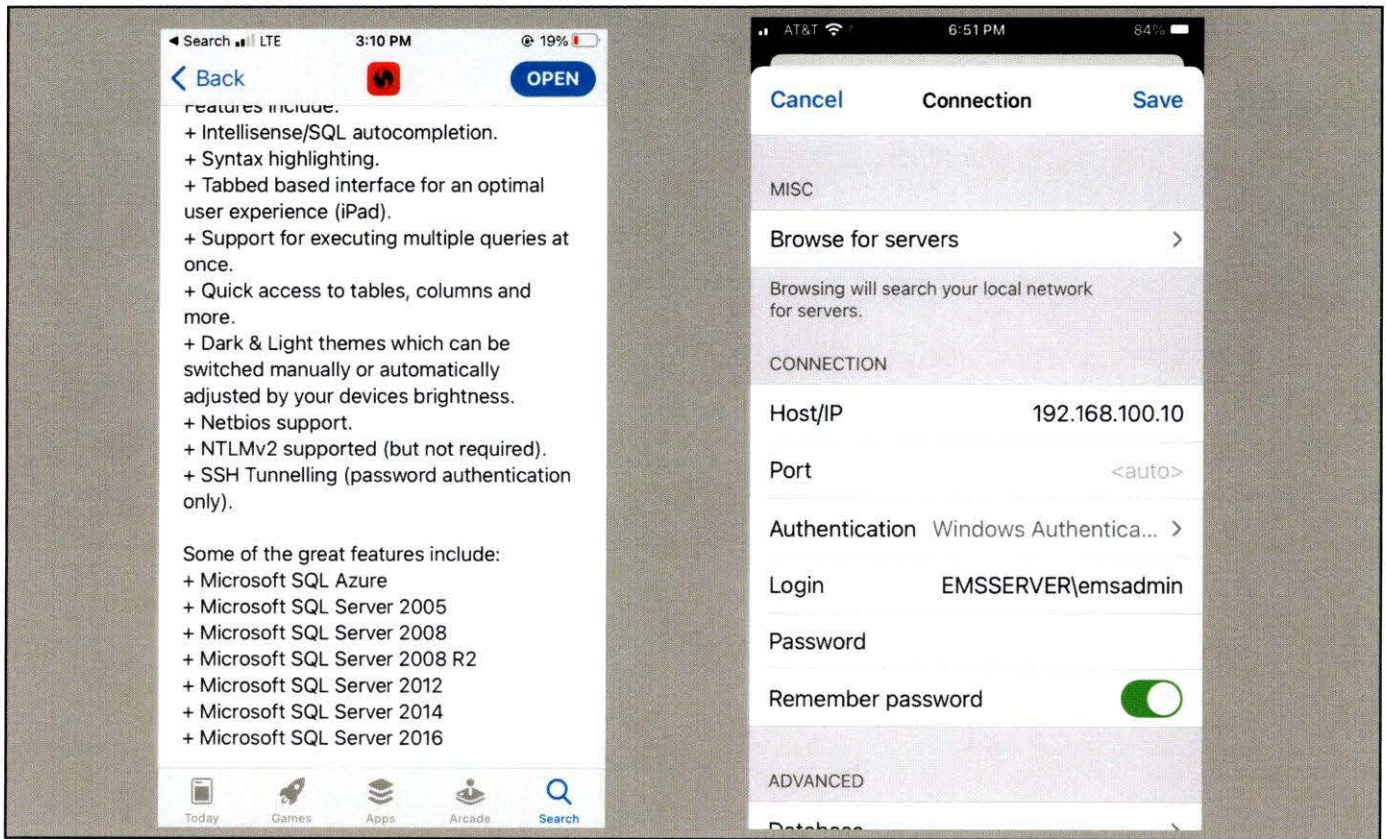 Search LTE 3:10 PM 19%
Back OPEN
Features include:
+ Intellisense/SQL autocompletion.
+ Syntax highlighting.
+ Tabbed based interface for an optimal
user experience (iPad).
+ Support for executing multiple queries at
once.
+ Quick access to tables, columns and
more.
+ Dark & Light themes which can be
switched manually or automatically
adjusted by your devices brightness.
+ Netbios support.
+ NTLMv2 supported (but not required).
+ SSH Tunnelling (password authentication
only).
Some of the great features include:
+ Microsoft SQL Azure
+ Microsoft SQL Server 2005
+ Microsoft SQL Server 2008
+ Microsoft SQL Server 2008 R2
+ Microsoft SQL Server 2012
+ Microsoft SQL Server 2014
+ Microsoft SQL Server 2016
Today Games Apps Arcade Search
AT&T 6:51 PM 84%
Cancel Connection Save
MISC
Browse for servers
Browsing will search your local network
for servers.
CONNECTION
Host/IP 192.168.100.10
Port <auto>
Authentication Windows Authentica...
Login EMSSERVER\emsadmin
Password
Remember password
ADVANCED
Database